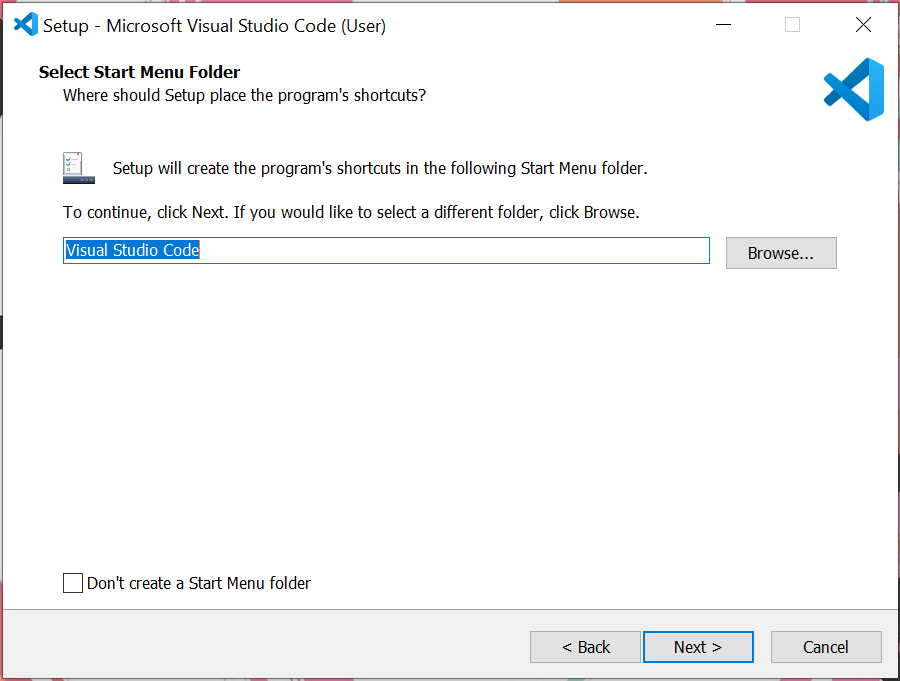 Setup - Microsoft Visual Studio Code (User)
Select Start Menu Folder
Where should Setup place the program's shortcuts?
Setup will create the program's shortcuts in the following Start Menu folder.
To continue, click Next. If you would like to select a different folder, click Browse.
Visual Studio Code
Browse...
Don't create a Start Menu folder
< Back
Next >
Cancel